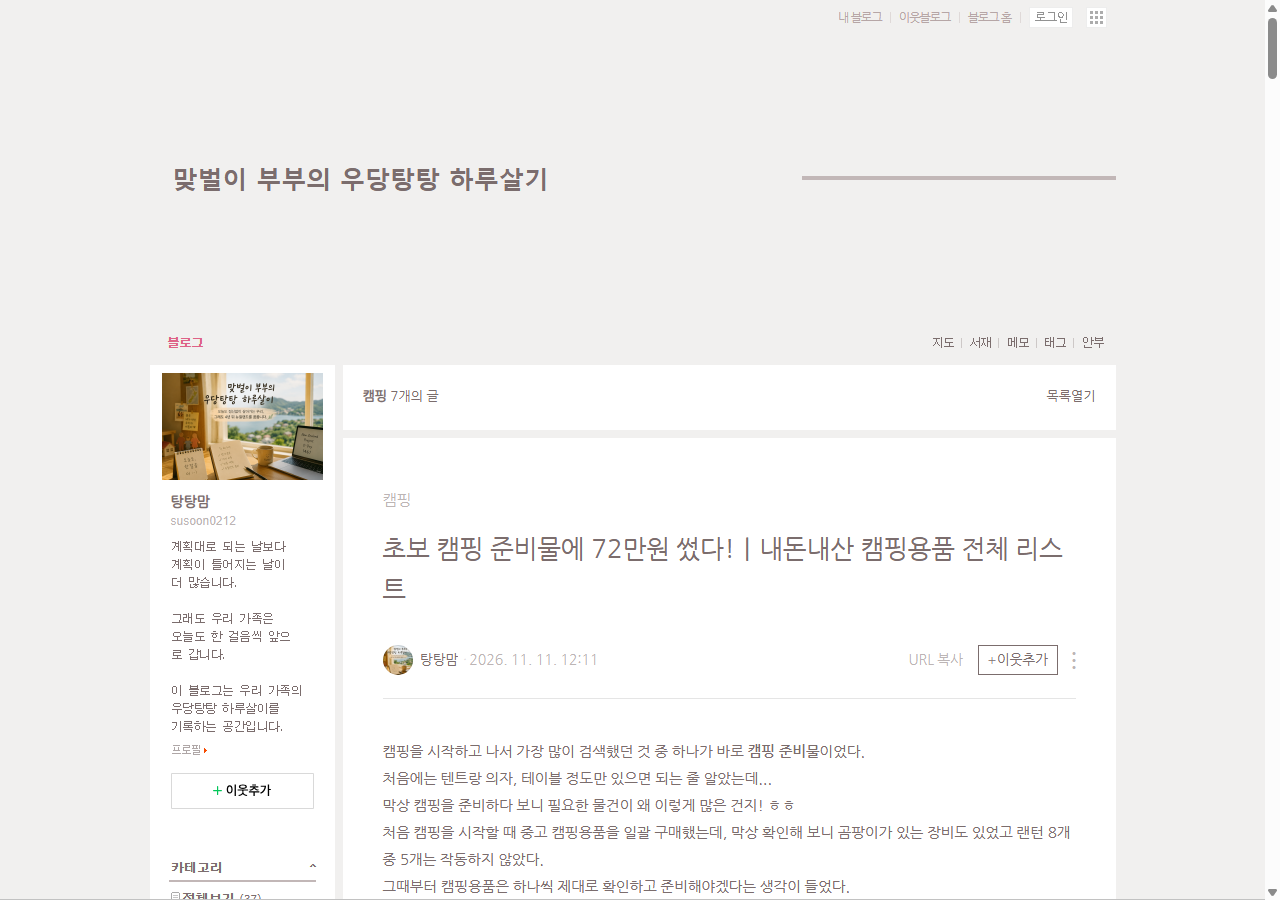 내 블로그
이웃블로그
블로그 홈
로그인
맞벌이 부부의 우당탕탕 하루살기
블로그
지도
서재
메모
태그
안부
맞벌이 부부의
우당탕탕 하루살이
탕탕맘
susoon0212
계획대로 되는 날보다
계획이 틀어지는 날이
더 많습니다.
그래도 우리 가족은
오늘도 한 걸음씩 앞으
로 갑니다.
이 블로그는 우리 가족의
우당탕탕 하루살이를
기록하는 공간입니다.
프로필
+ 이웃추가
카테고리
전체보기 (37)
캠핑 7개의 글
목록열기
캠핑
초보 캠핑 준비물에 72만원 썼다! | 내돈내산 캠핑용품 전체 리스
트
탕탕맘 · 2026. 11. 11. 12:11
URL 복사
+이웃추가
캠핑을 시작하고 나서 가장 많이 검색했던 것 중 하나가 바로 캠핑 준비물이었다.
처음에는 텐트랑 의자, 테이블 정도만 있으면 되는 줄 알았는데...
막상 캠핑을 준비하다 보니 필요한 물건이 왜 이렇게 많은 건지! ㅎㅎ
처음 캠핑을 시작할 때 중고 캠핑용품을 일괄 구매했는데, 막상 확인해 보니 곰팡이가 있는 장비도 있었고 랜턴 8개
중 5개는 작동하지 않았다.
그때부터 캠핑용품은 하나씩 제대로 확인하고 준비해야겠다는 생각이 들었다.